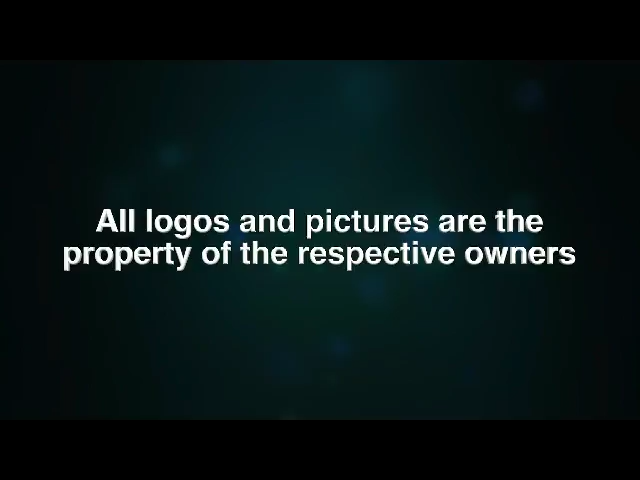 All logos and pictures are the
property of the respective owners